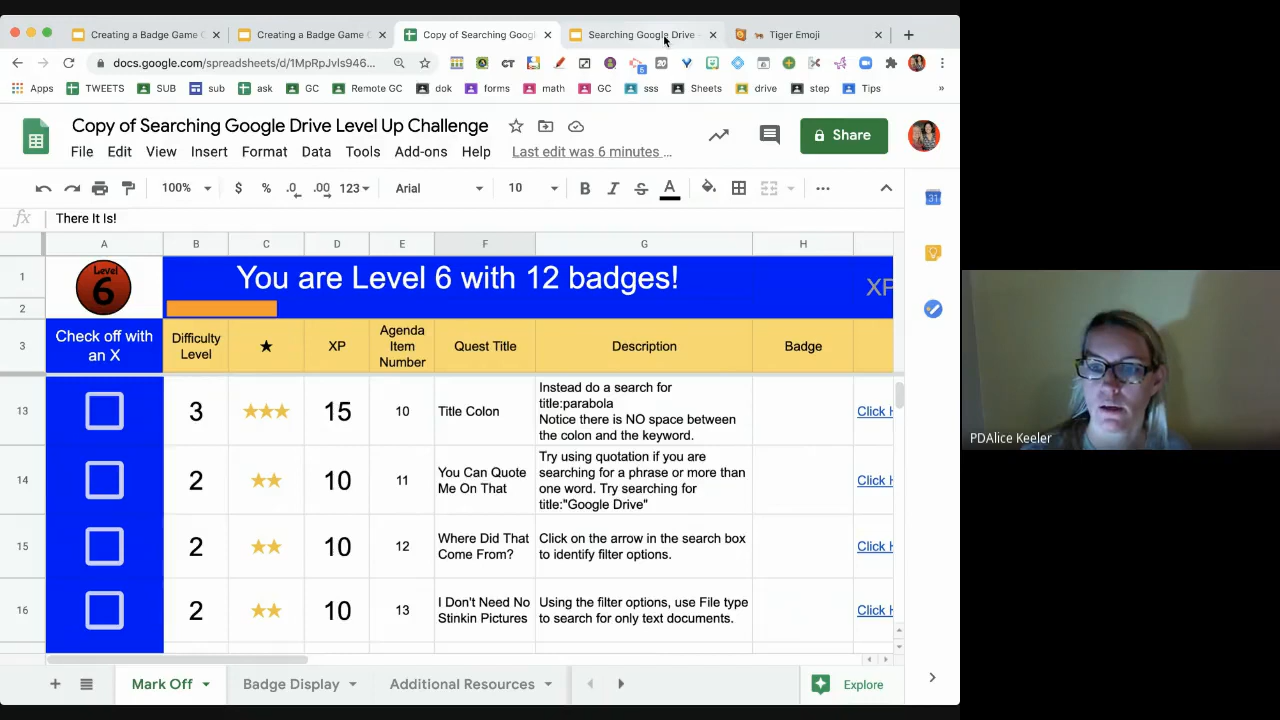 Creating a Badge Game C
Creating a Badge Game C
Copy of Searching Googl
Searching Google Drive -
Tiger Emoji
docs.google.com/spreadsheets/d/1MpRpJvls946...
Apps
TWEETS
SUB
sub
ask
GC
Remote GC
dok
forms
math
GC
sss
Sheets
drive
step
Tips
Copy of Searching Google Drive Level Up Challenge
Share
File Edit View Insert Format Data Tools Add-ons Help Last edit was 6 minutes ...
100% $ % .0 .00 123 Arial 10 B I S A
fx There It Is!
A B C D E F G H
1 Level 6 You are Level 6 with 12 badges! XP
2
3 Check off with an X Difficulty Level ★ XP Agenda Item Number Quest Title Description Badge
13 3 ★★★ 15 10 Title Colon Instead do a search for
title:parabola
Notice there is NO space between
the colon and the keyword.
Click H
14 2 ★★ 10 11 You Can Quote Me On That Try using quotation if you are
searching for a phrase or more than
one word. Try searching for
title:"Google Drive"
Click H
15 2 ★★ 10 12 Where Did That Come From? Click on the arrow in the search box
to identify filter options.
Click H
16 2 ★★ 10 13 I Don't Need No Stinkin Pictures Using the filter options, use File type
to search for only text documents.
Click H
Mark Off Badge Display Additional Resources Explore
PDAlice Keeler